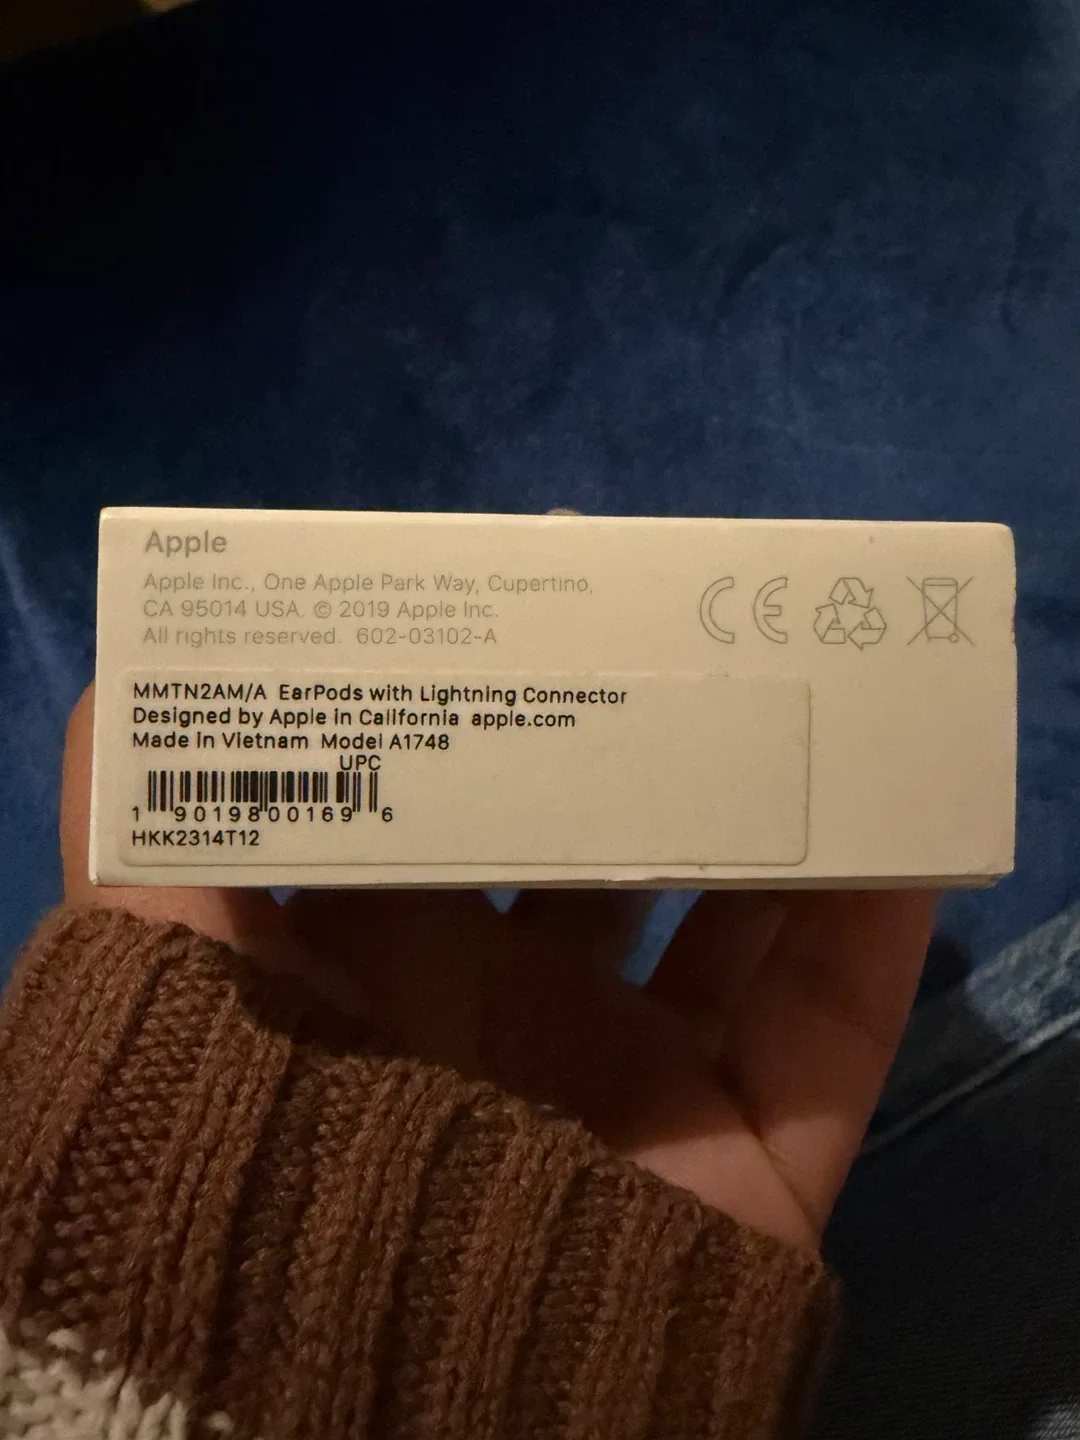 Apple
Apple Inc., One Apple Park Way, Cupertino,
CA 95014 USA. © 2019 Apple Inc.
All rights reserved. 602-03102-A
CE
MMTN2AM/A EarPods with Lightning Connector
Designed by Apple in California apple.com
Made in Vietnam Model A1748
UPC
1 90198 00169 6
HKK2314T12